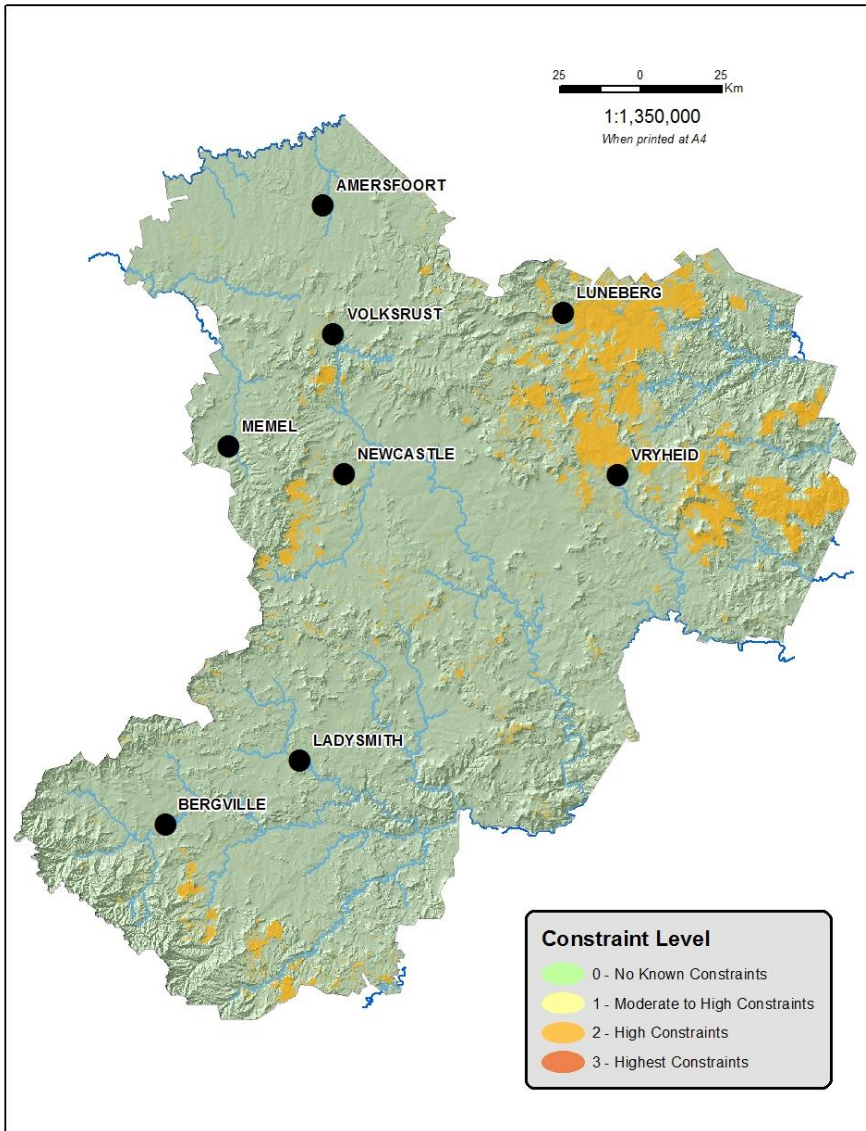 25 0 25
Km
1:1,350,000
When printed at A4
AMERSFOORT
LUNEBERG
VOLKSRUST
MEMEL
NEWCASTLE
VRYHEID
LADYSMITH
BERGVILLE
Constraint Level
0 - No Known Constraints
1 - Moderate to High Constraints
2 - High Constraints
3 - Highest Constraints